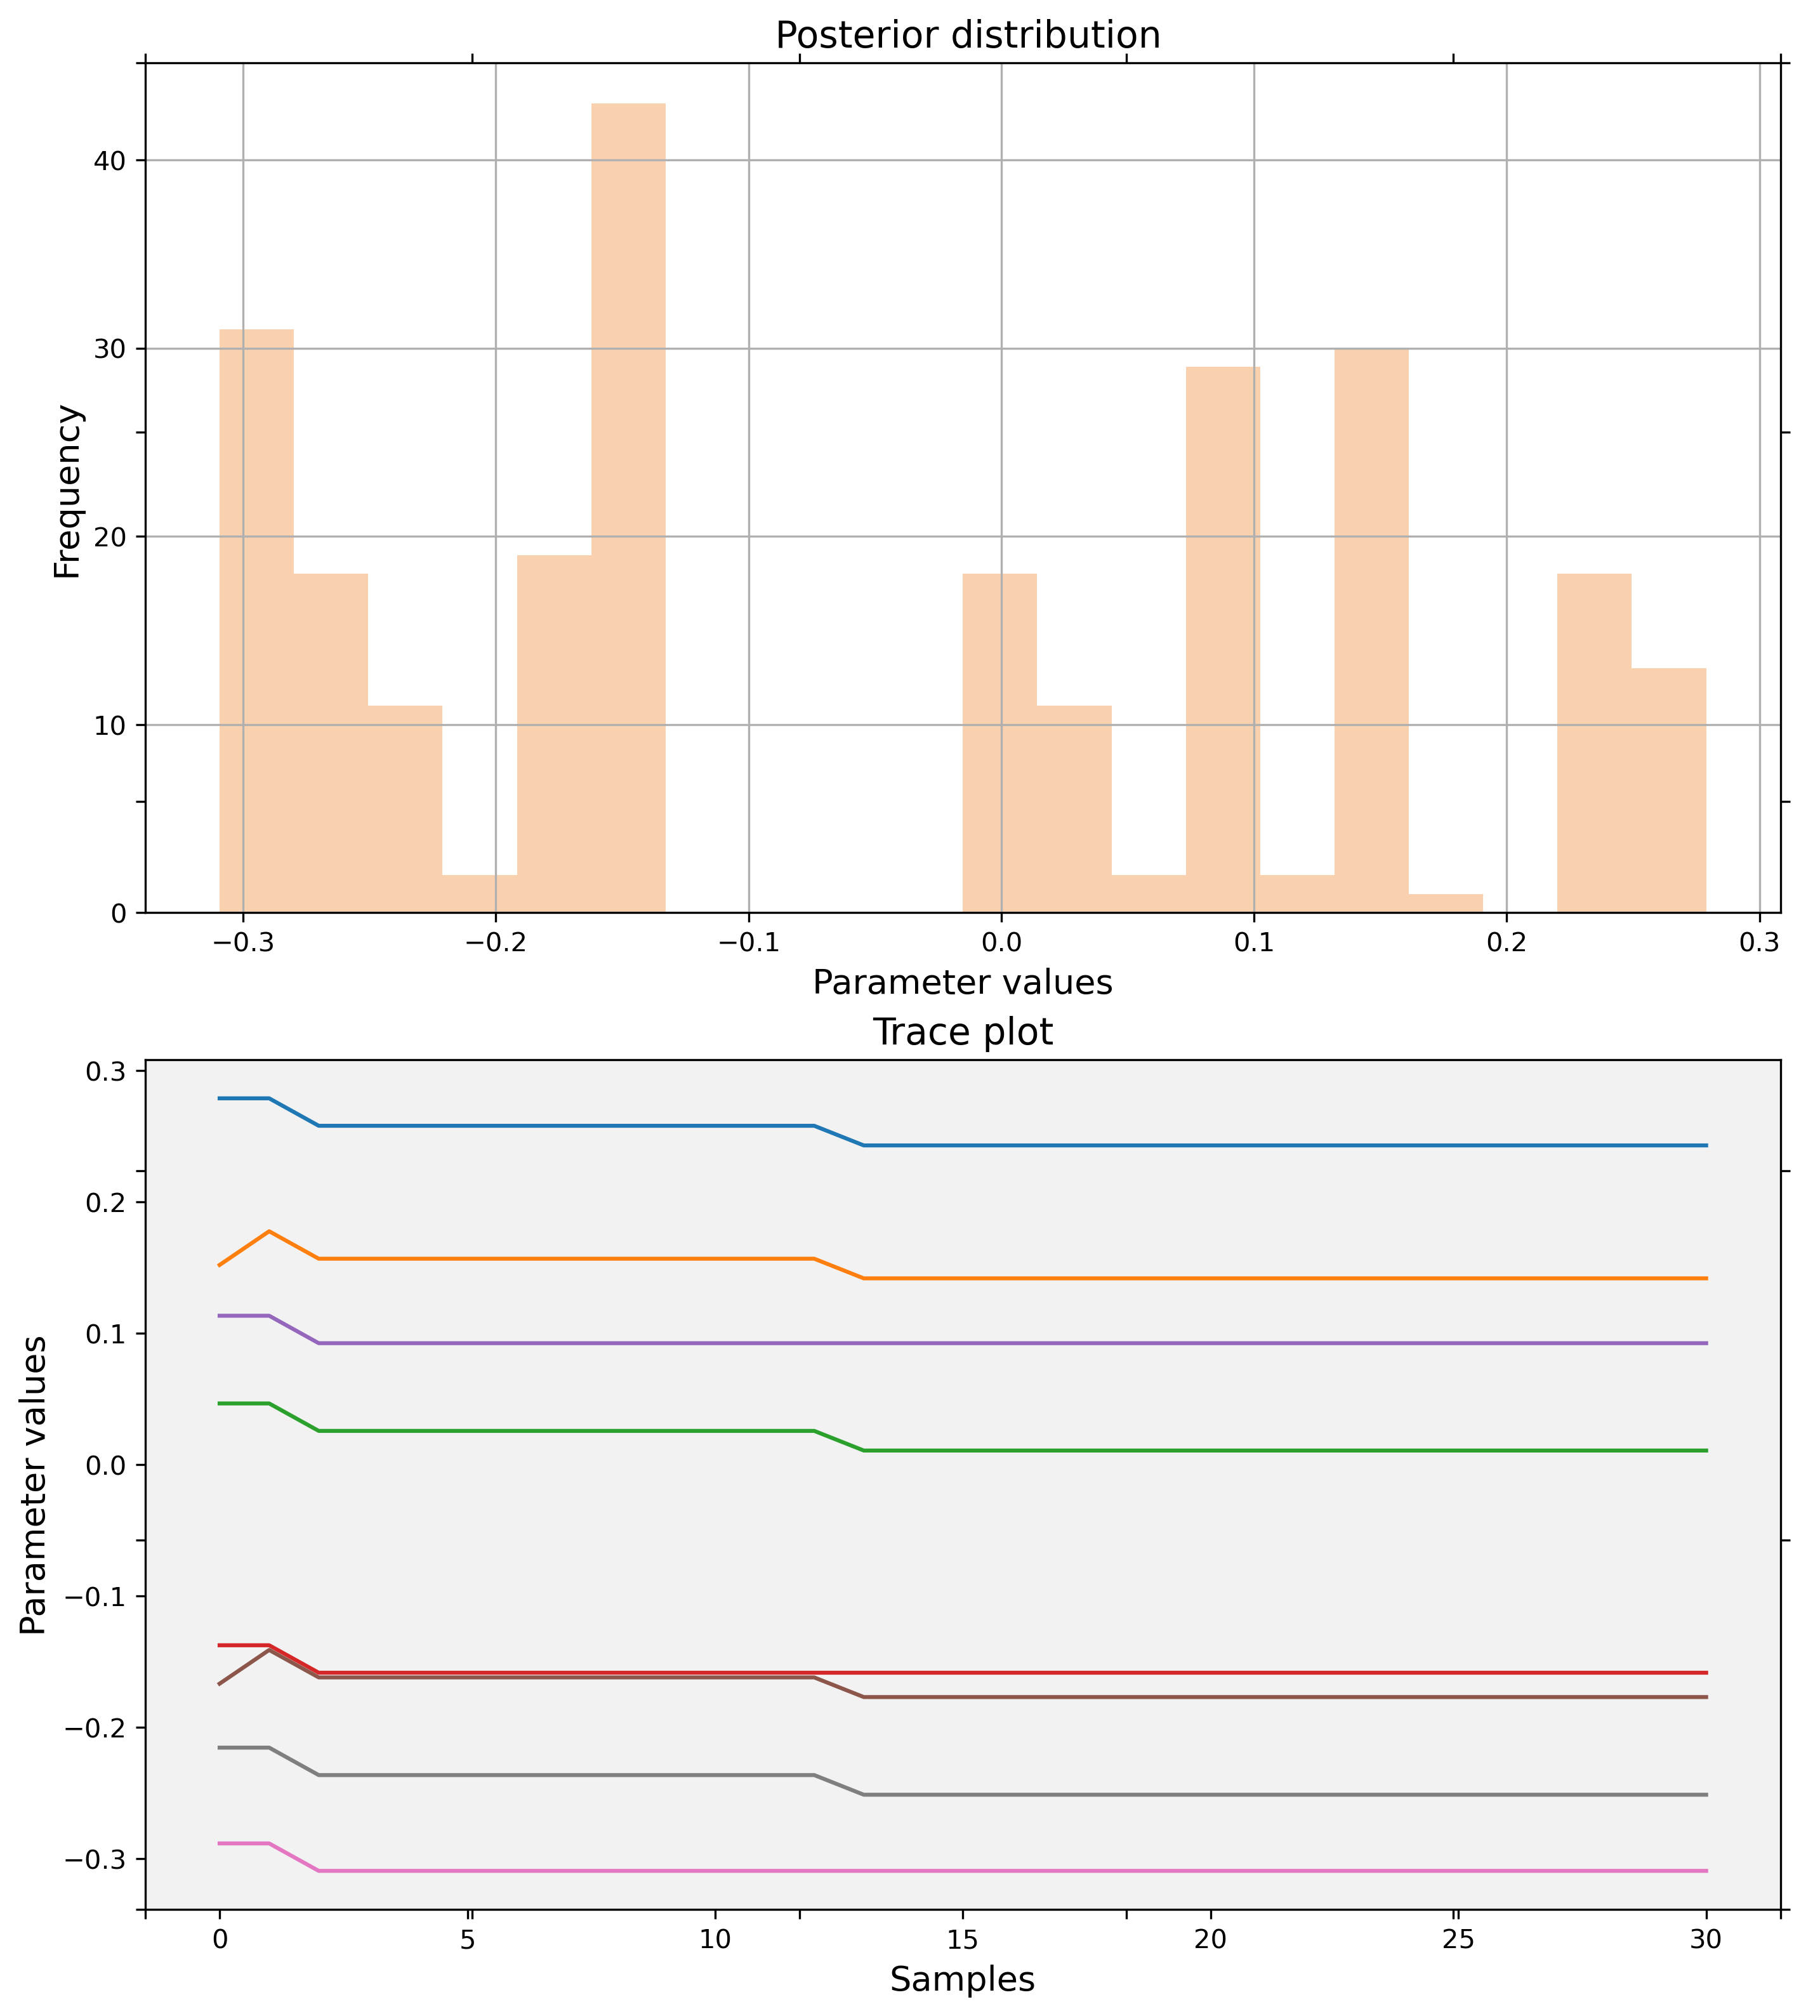 Posterior distribution
40
30
20
10
0
Frequency
−0.3 −0.2 −0.1 0.0 0.1 0.2 0.3
Parameter values
Trace plot
0.3
0.2
0.1
0.0
−0.1
−0.2
−0.3
Parameter values
0 5 10 15 20 25 30
Samples